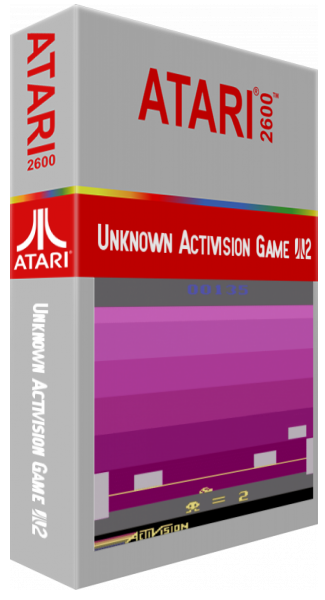 ATARI
2600
ATARI®
2600™
ATARI®
UNKNOWN ACTIVISION GAME #2
UNKNOWN ACTIVISION GAME #2
00135
= 2
ACTIVISION